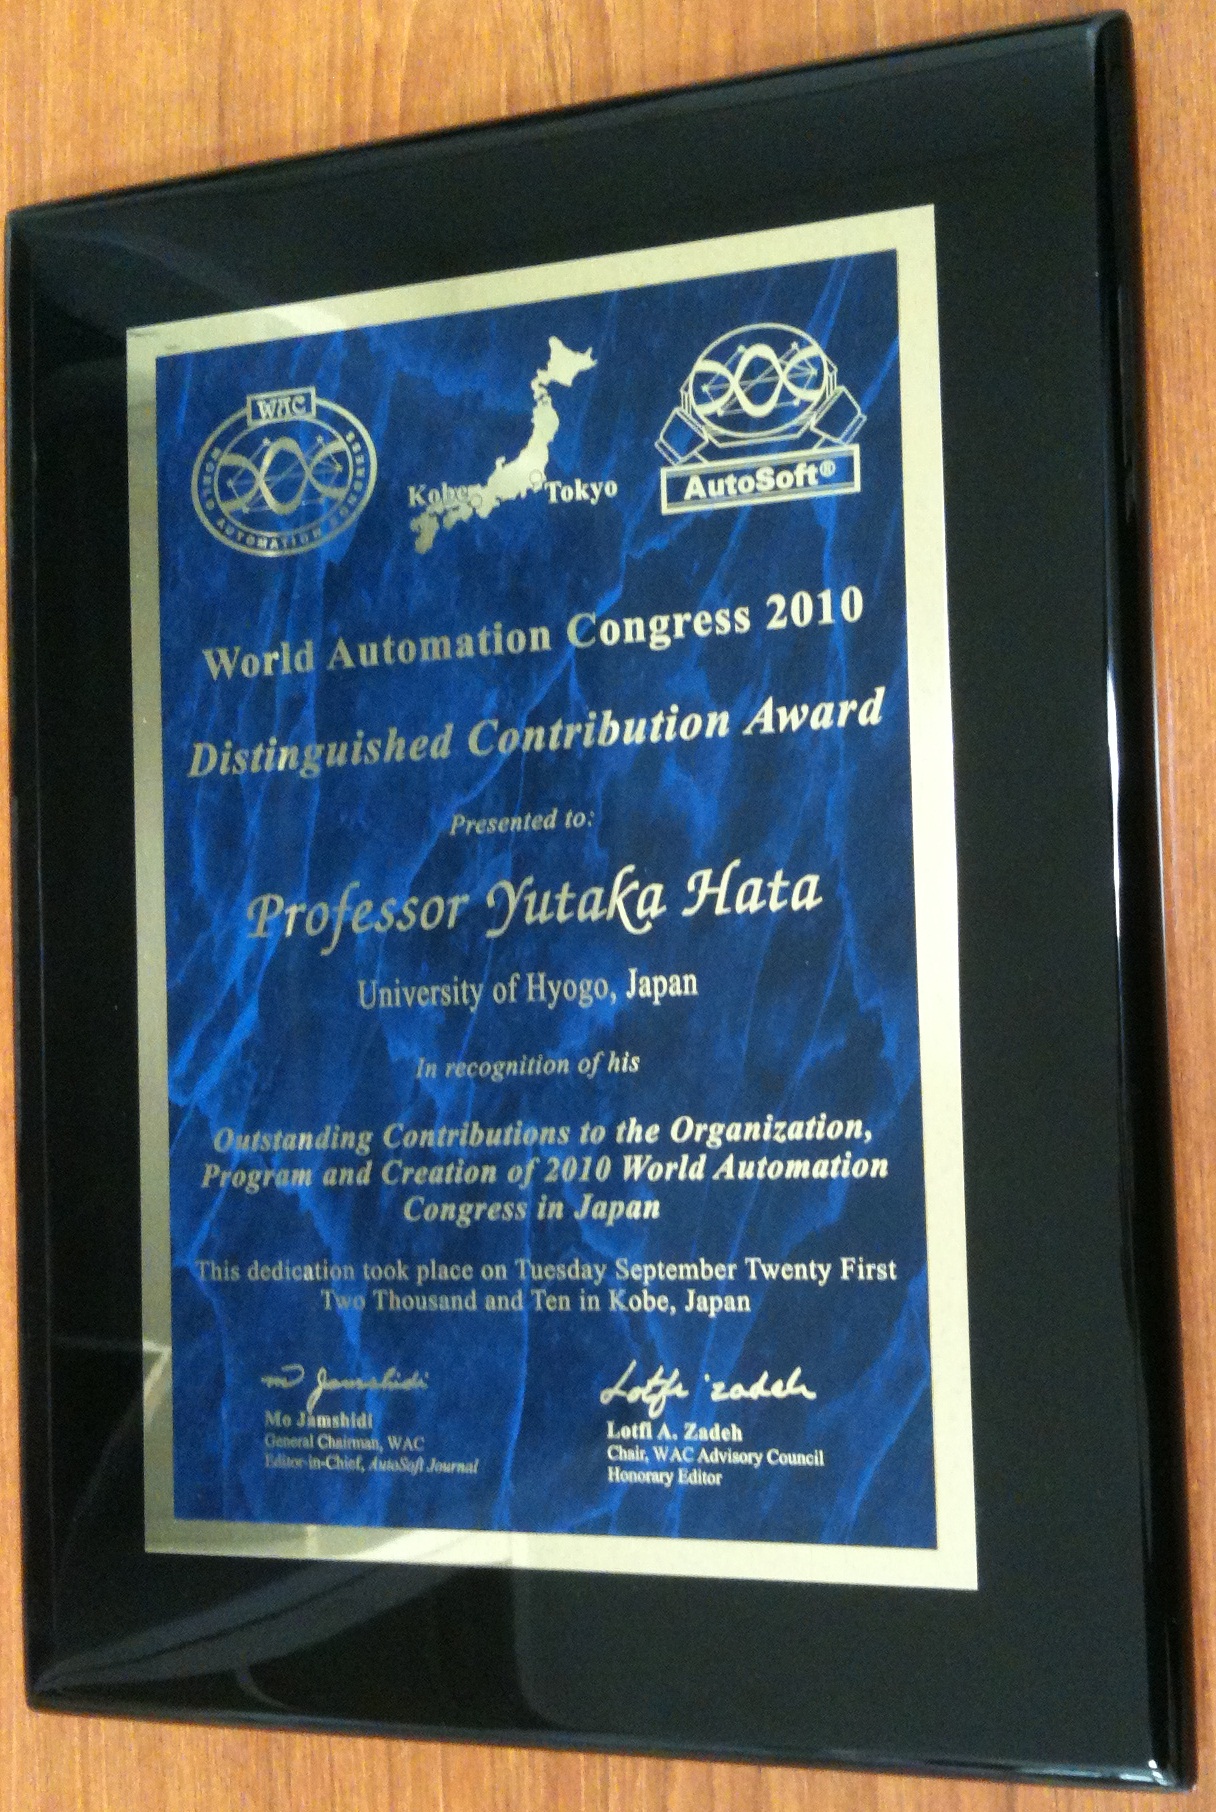 WAC
WORLD AUTOMATION CONGRESS
Kobe
Tokyo
AutoSoft®
World Automation Congress 2010
Distinguished Contribution Award
Presented to:
Professor Yutaka Hata
University of Hyogo, Japan
In recognition of his
Outstanding Contributions to the Organization,
Program and Creation of 2010 World Automation
Congress in Japan
This dedication took place on Tuesday September Twenty First
Two Thousand and Ten in Kobe, Japan
M Jamshidi
Mo Jamshidi
General Chairman, WAC
Editor-in-Chief, AutoSoft Journal
Lotfi Zadeh
Lotfi A. Zadeh
Chair, WAC Advisory Council
Honorary Editor